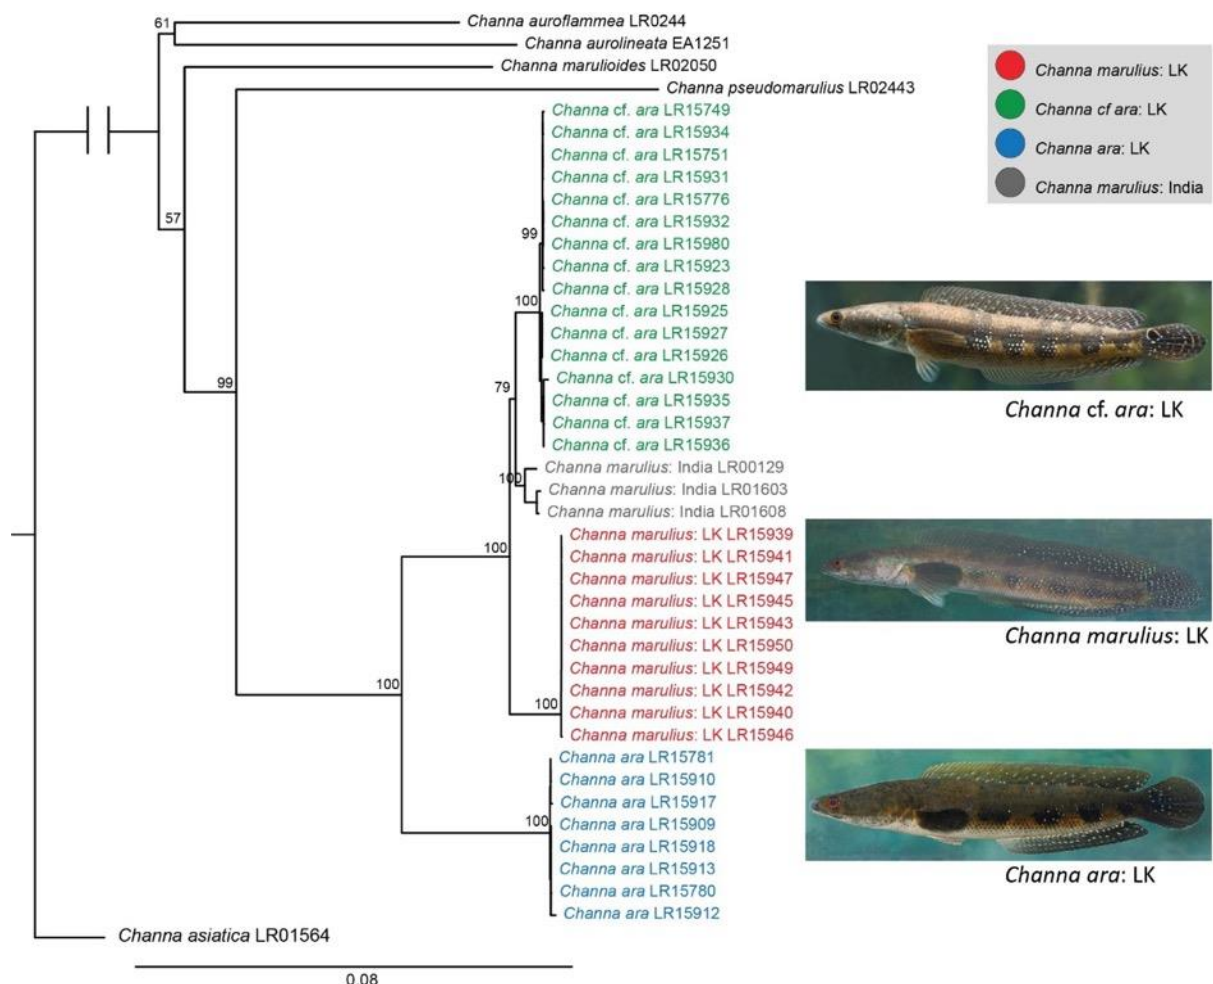 61
Channa auroflammea LR0244
Channa aurolineata EA1251
Channa marulioides LR02050
Channa pseudomarulius LR02443
Channa cf. ara LR15749
Channa cf. ara LR15934
Channa cf. ara LR15751
Channa cf. ara LR15931
Channa cf. ara LR15776
57
Channa cf. ara LR15932
99
Channa cf. ara LR15980
Channa cf. ara LR15923
Channa cf. ara LR15928
100
Channa cf. ara LR15925
Channa cf. ara LR15927
Channa cf. ara LR15926
99
79
Channa cf. ara LR15930
Channa cf. ara LR15935
Channa cf. ara LR15937
Channa cf. ara LR15936
Channa marulius: India LR00129
100
Channa marulius: India LR01603
Channa marulius: India LR01608
Channa marulius: LK LR15939
100
Channa marulius: LK LR15941
Channa marulius: LK LR15947
Channa marulius: LK LR15945
Channa marulius: LK LR15943
Channa marulius: LK LR15950
Channa marulius: LK LR15949
100
Channa marulius: LK LR15942
100
Channa marulius: LK LR15940
Channa marulius: LK LR15946
Channa ara LR15781
Channa ara LR15910
Channa ara LR15917
100
Channa ara LR15909
Channa ara LR15918
Channa ara LR15913
Channa ara LR15780
Channa ara LR15912
Channa asiatica LR01564
0.08
Channa marulius: LK
Channa cf ara: LK
Channa ara: LK
Channa marulius: India
Channa cf. ara: LK
Channa marulius: LK
Channa ara: LK